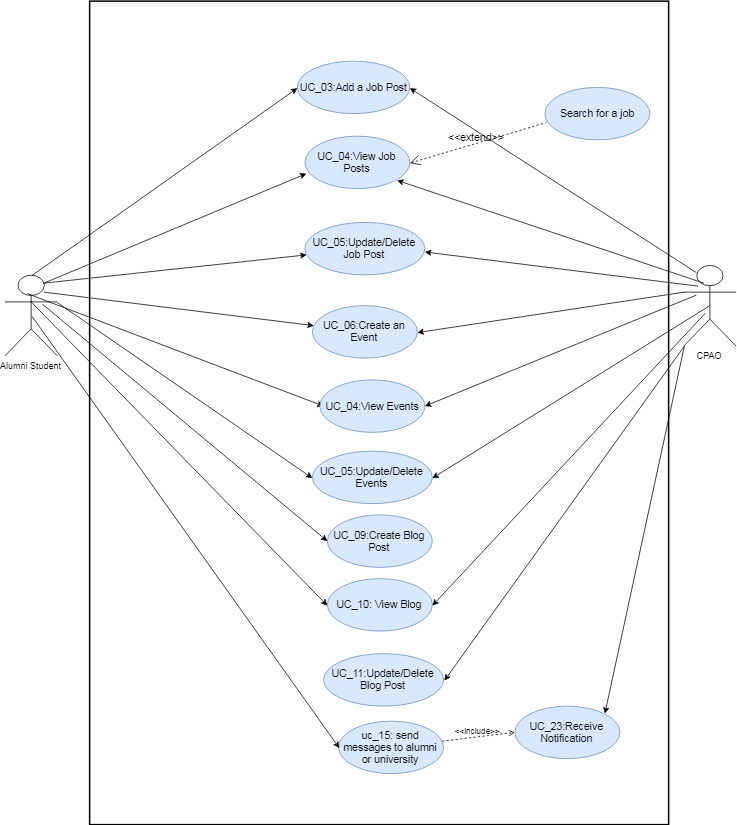 UC_03:Add a Job Post
Search for a job
<<extend>>
UC_04:View Job
Posts
UC_05:Update/Delete
Job Post
UC_06:Create an
Event
Alumni Student
CPAO
UC_04:View Events
UC_05:Update/Delete
Events
UC_09:Create Blog
Post
UC_10: View Blog
UC_11:Update/Delete
Blog Post
uc_15: send
messages to alumni
or university
<<include>>
UC_23:Receive
Notification